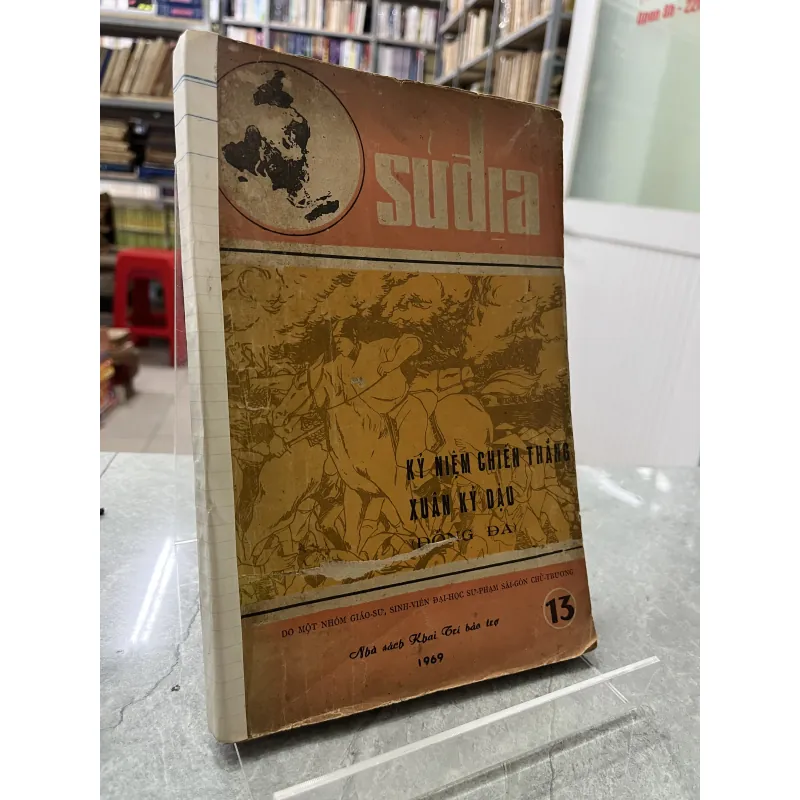 sửđịa
KỶ NIỆM CHIẾN THẮNG
XUÂN KỶ DẬU
(ĐỐNG ĐA)
DO MỘT NHÓM GIÁO-SƯ, SINH-VIÊN ĐẠI-HỌC SƯ-PHẠM SÀI-GÒN CHỦ-TRƯƠNG
13
Nhà sách Khai Trí bảo trợ
1969